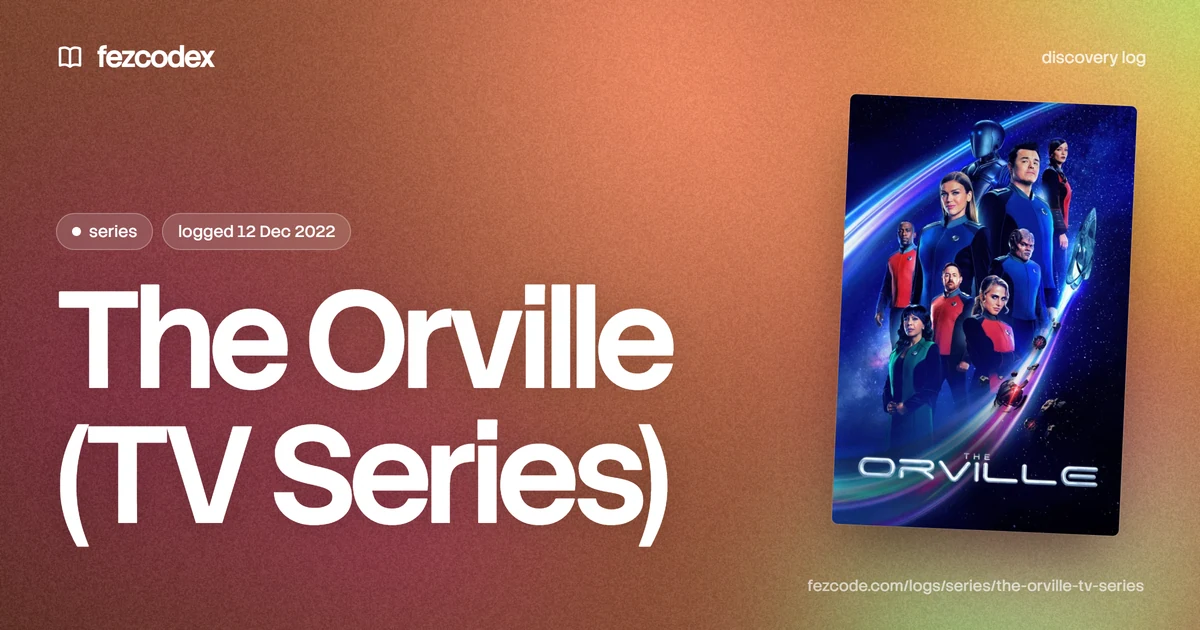 fezcodex
discovery log
series
logged 12 Dec 2022
The Orville
(TV Series)
THE
ORVILLE
fezcode.com/logs/series/the-orville-tv-series